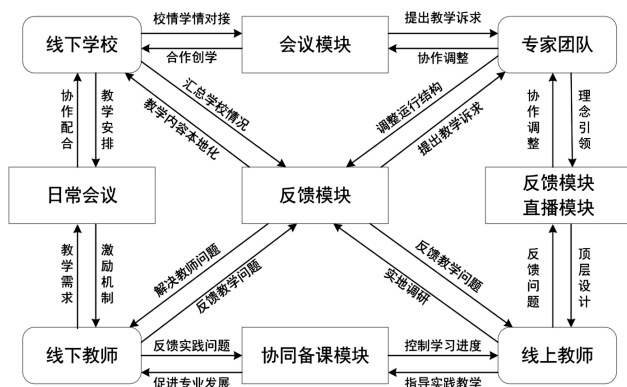 校情学情对接
提出教学诉求
线下学校
会议模块
专家团队
合作创学
协作调整
汇总学校情况
教学内容本地化
调整运行结构
提出教学诉求
协作配合
教学安排
协作调整
理念引领
日常会议
反馈模块
反馈模块
直播模块
教学需求
激励机制
解决教师问题
反馈教学问题
反馈教学问题
实地调研
反馈问题
顶层设计
线下教师
反馈实践问题
协同备课模块
控制学习进度
线上教师
促进专业发展
指导实践教学